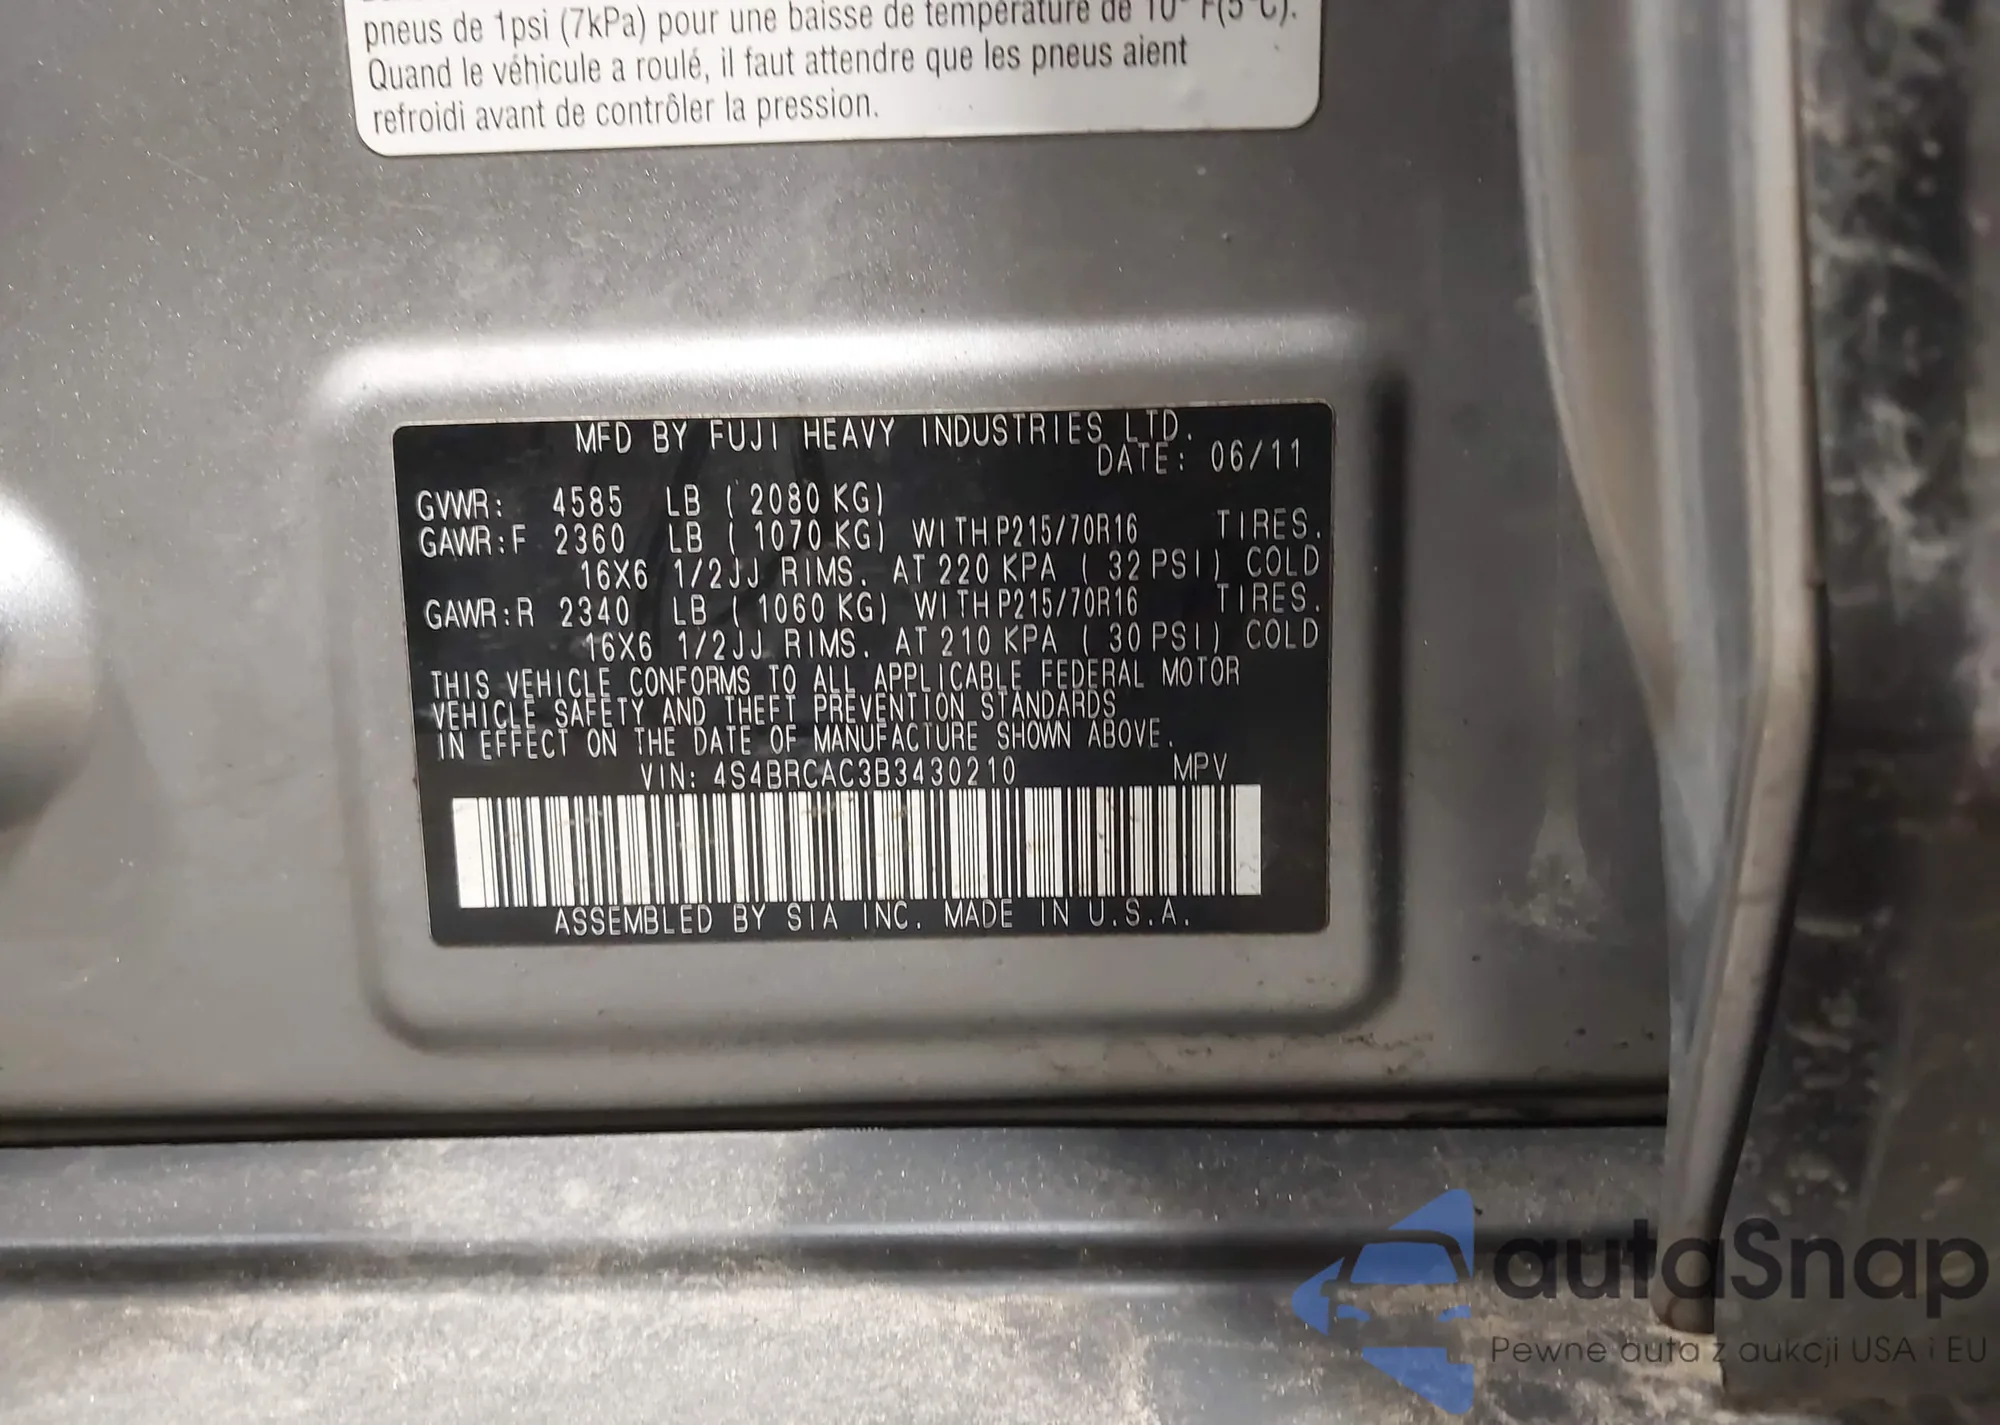 pneus de 1psi (7kPa) pour une baisse de température de 10° F(5°C).
Quand le véhicule a roulé, il faut attendre que les pneus aient
refroidi avant de contrôler la pression.
MFD BY FUJI HEAVY INDUSTRIES LTD.
DATE: 06/11
GVWR: 4585 LB ( 2080 KG)
GAWR:F 2360 LB ( 1070 KG) WITH P215/70R16 TIRES.
16X6 1/2JJ RIMS. AT 220 KPA ( 32 PSI) COLD
GAWR:R 2340 LB ( 1060 KG) WITH P215/70R16 TIRES.
16X6 1/2JJ RIMS. AT 210 KPA ( 30 PSI) COLD
THIS VEHICLE CONFORMS TO ALL APPLICABLE FEDERAL MOTOR
VEHICLE SAFETY AND THEFT PREVENTION STANDARDS
IN EFFECT ON THE DATE OF MANUFACTURE SHOWN ABOVE.
VIN: 4S4BRCAC3B3430210 MPV
ASSEMBLED BY SIA INC. MADE IN U.S.A.
autaSnap
Pewne auta z aukcji USA i EU